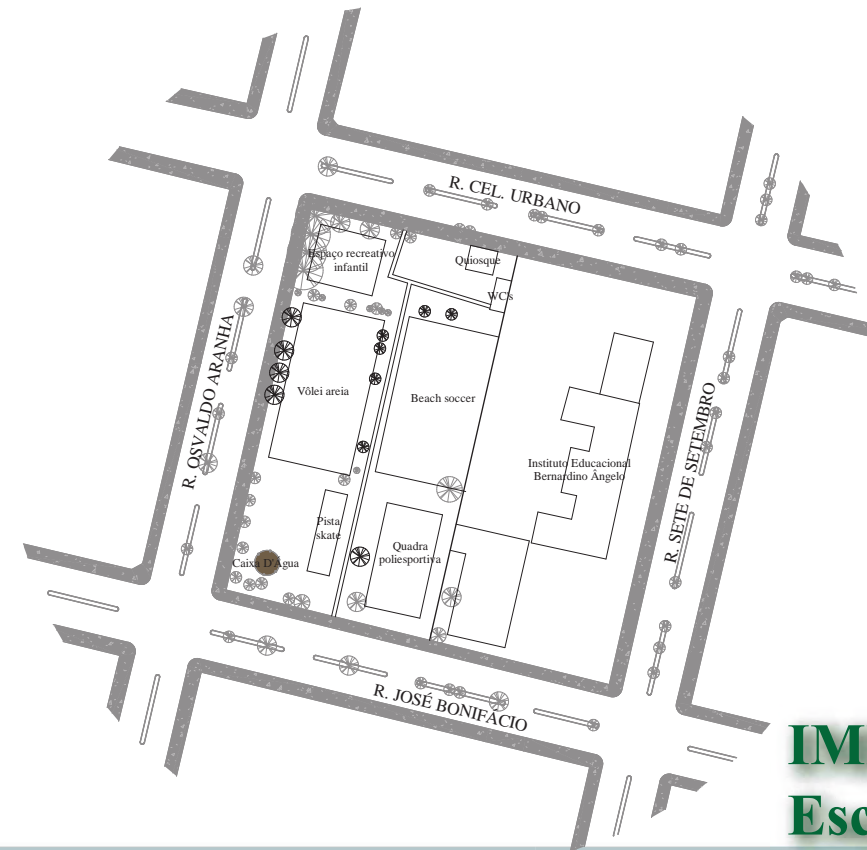 R. CEL. URBANO
Espaço recreativo
infantil
Quiosque
WC's
R. OSVALDO ARANHA
Vôlei areia
Beach soccer
R. SETE DE SETEMBRO
Instituto Educacional
Bernardino Ângelo
Pista
skate
Quadra
poliesportiva
Caixa D'Água
R. JOSÉ BONIFÁCIO
IM
Esc